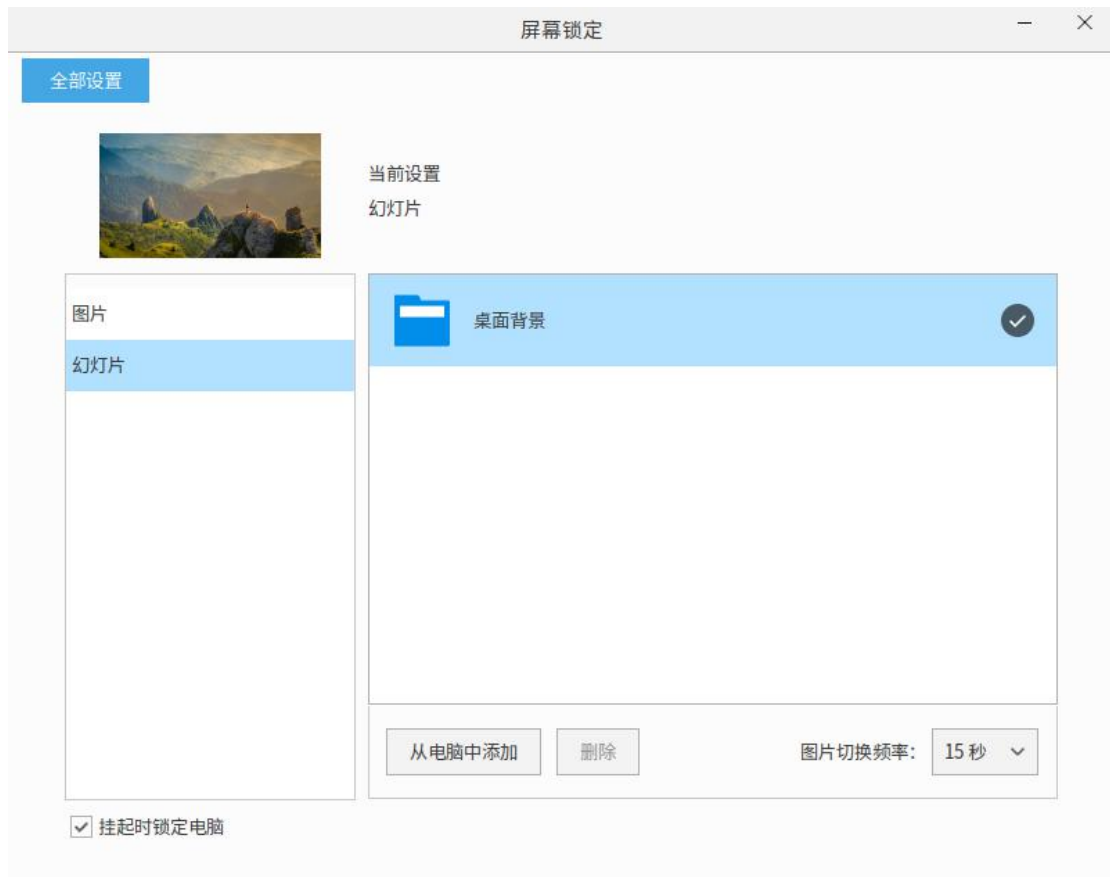 屏幕锁定
全部设置
当前设置
幻灯片
图片
幻灯片
桌面背景
从电脑中添加 删除 图片切换频率: 15 秒
挂起时锁定电脑